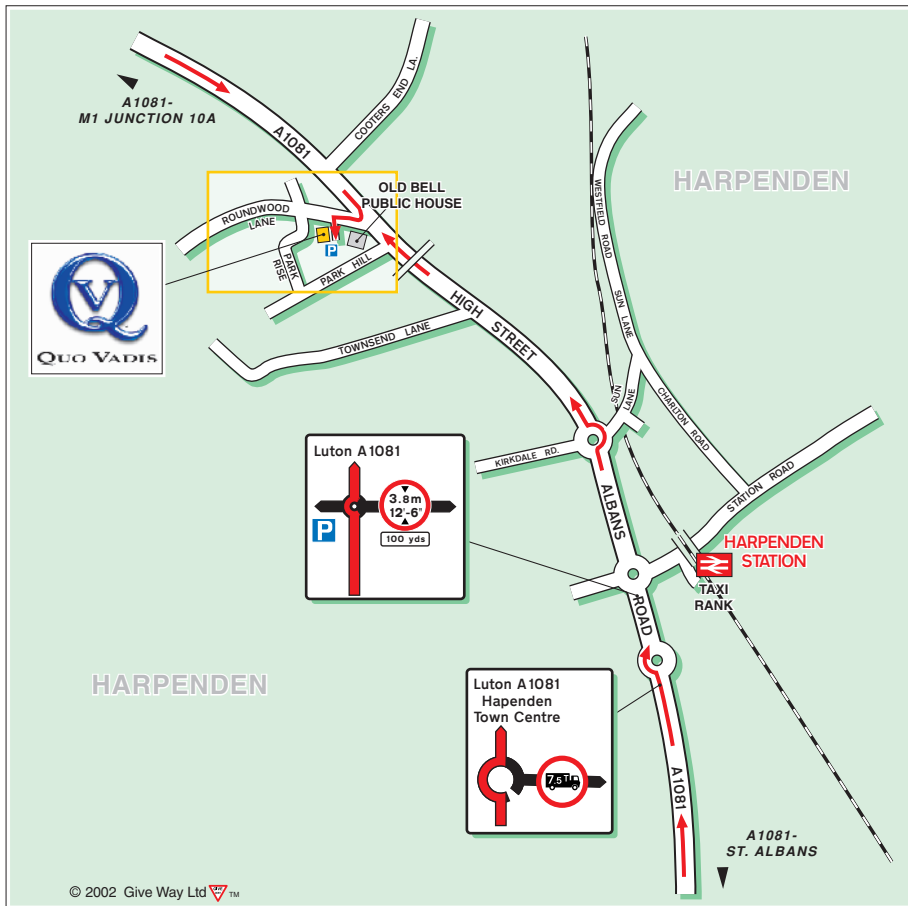 A1081-
M1 JUNCTION 10A
A1081
COOTERS END LA.
OLD BELL
PUBLIC HOUSE
ROUNDWOOD
LANE
P
PARK
RISE
PARK HILL
QV
QUO VADIS
TOWNSEND LANE
HIGH STREET
HARPENDEN
WESTFIELD ROAD
SUN LANE
SUN
LANE
CHARLTON ROAD
STATION ROAD
KIRKDALE RD.
Luton A1081
3.8m
12'-6"
100 yds
P
ALBANS
ROAD
HARPENDEN
STATION
TAXI
RANK
HARPENDEN
Luton A1081
Hapenden
Town Centre
7.5T
A1081
A1081-
ST. ALBANS
© 2002 Give Way Ltd TM